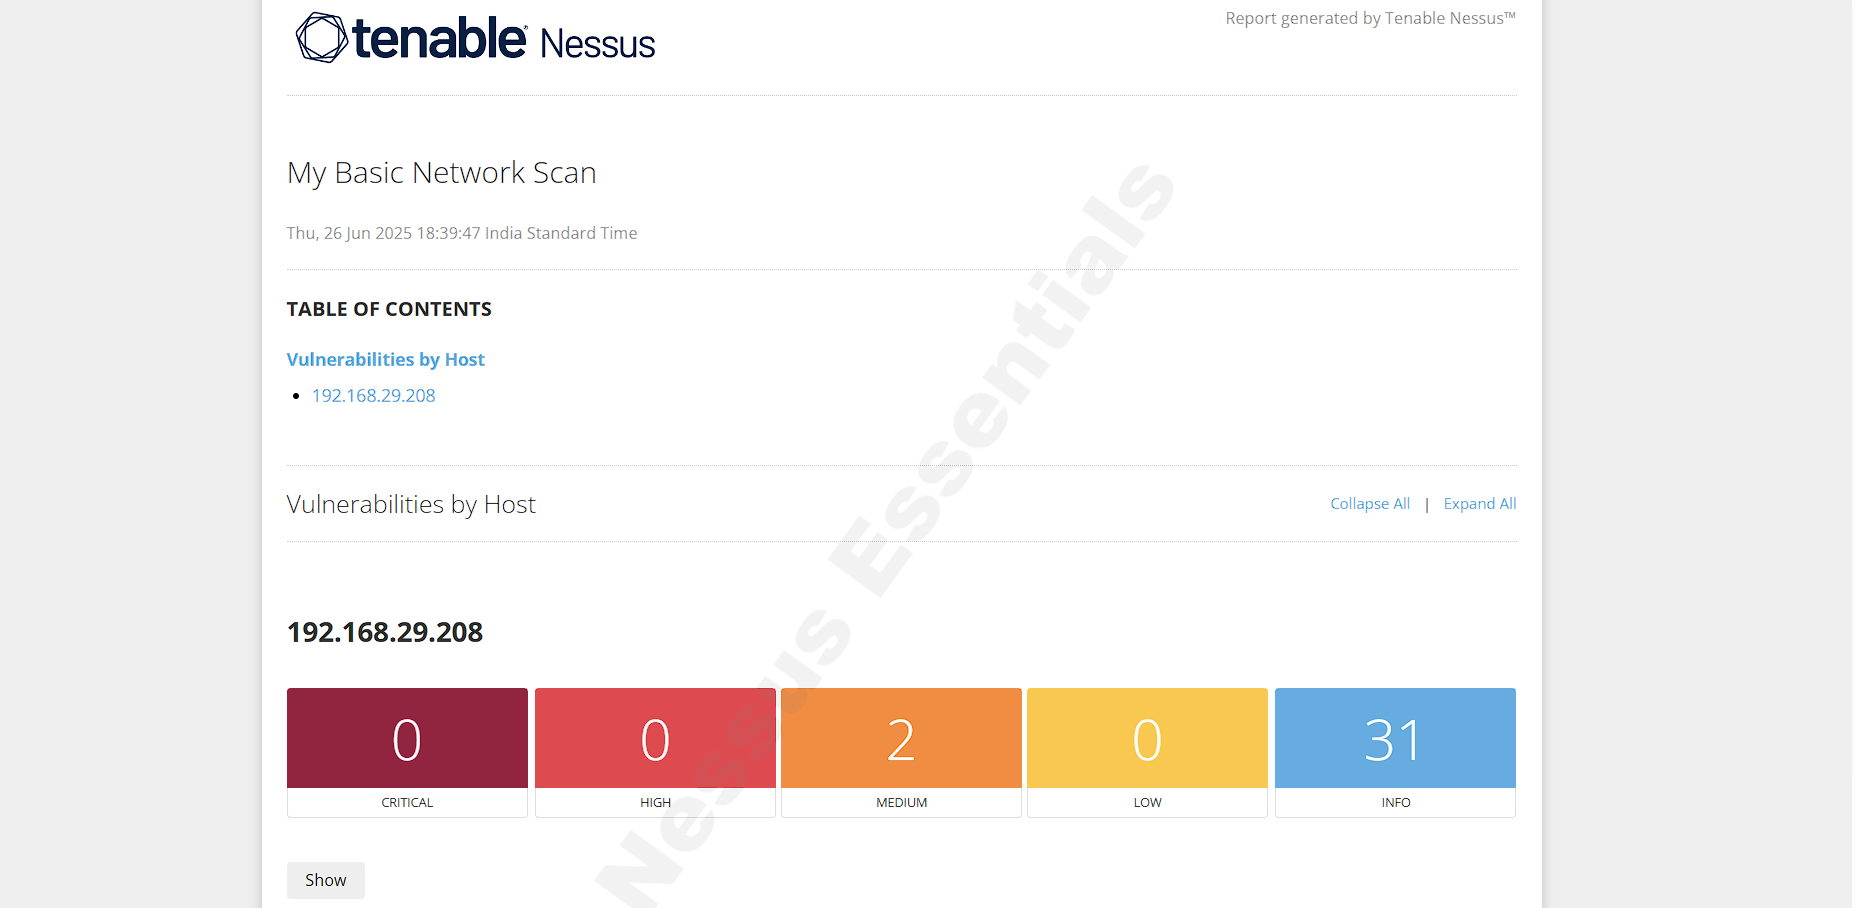 tenable Nessus
Report generated by Tenable Nessus™
My Basic Network Scan
Thu, 26 Jun 2025 18:39:47 India Standard Time
TABLE OF CONTENTS
Vulnerabilities by Host
• 192.168.29.208
Vulnerabilities by Host
Collapse All | Expand All
192.168.29.208
0 0 2 0 31
CRITICAL HIGH MEDIUM LOW INFO
Show
Nessus Essentials